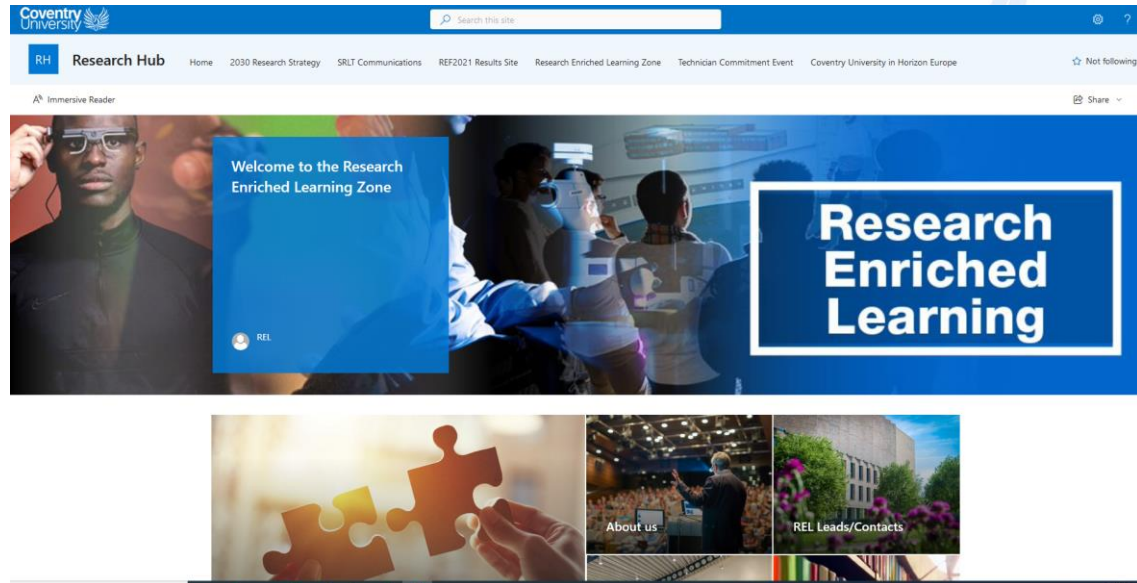 Coventry
University
Search this site
?
RH
Research Hub
Home
2030 Research Strategy
SRLT Communications
REF2021 Results Site
Research Enriched Learning Zone
Technician Commitment Event
Coventry University in Horizon Europe
Not following
Immersive Reader
Share
Welcome to the Research
Enriched Learning Zone
REL
Research
Enriched
Learning
About us
REL Leads/Contacts